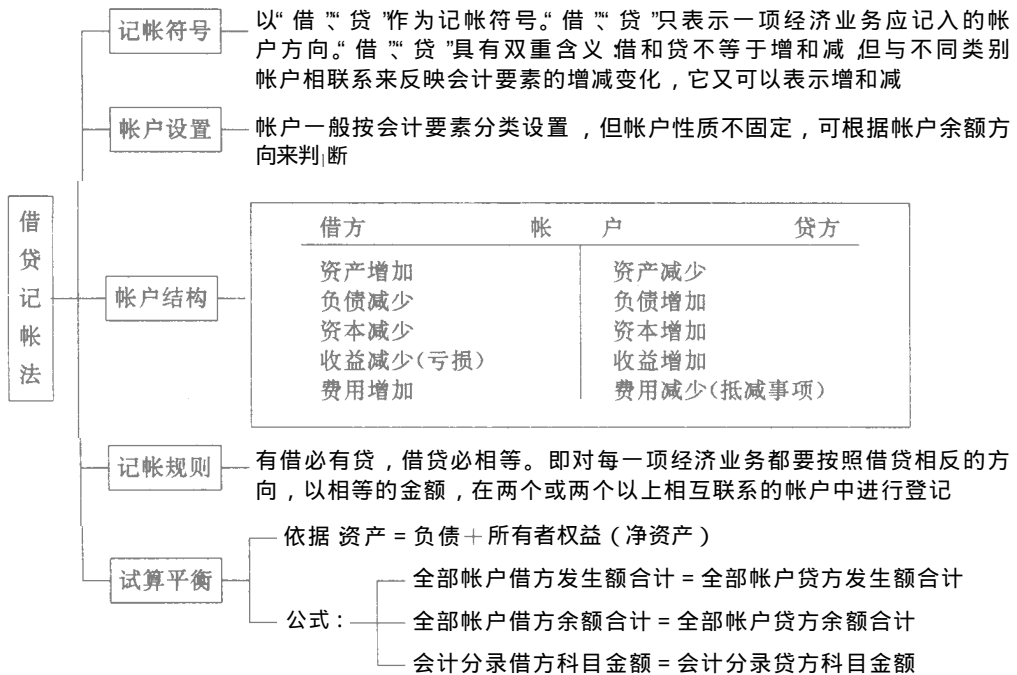 记帐符号
以“借”、“贷”作为记帐符号。“借”、“贷”只表示一项经济业务应记入的帐
户方向。“借”、“贷”具有双重含义:借和贷不等于增和减,但与不同类别
帐户相联系来反映会计要素的增减变化，它又可以表示增和减
帐户设置
帐户一般按会计要素分类设置，但帐户性质不固定，可根据帐户余额方
向来判断
借贷记帐法
帐户结构
借方 帐 户 贷方
资产增加 资产减少
负债减少 负债增加
资本减少 资本增加
收益减少(亏损) 收益增加
费用增加 费用减少(抵减事项)
记帐规则
有借必有贷，借贷必相等。即对每一项经济业务都要按照借贷相反的方
向，以相等的金额，在两个或两个以上相互联系的帐户中进行登记
试算平衡
依据:资产=负债+所有者权益（净资产）
公式：
全部帐户借方发生额合计=全部帐户贷方发生额合计
全部帐户借方余额合计=全部帐户贷方余额合计
会计分录借方科目金额=会计分录贷方科目金额